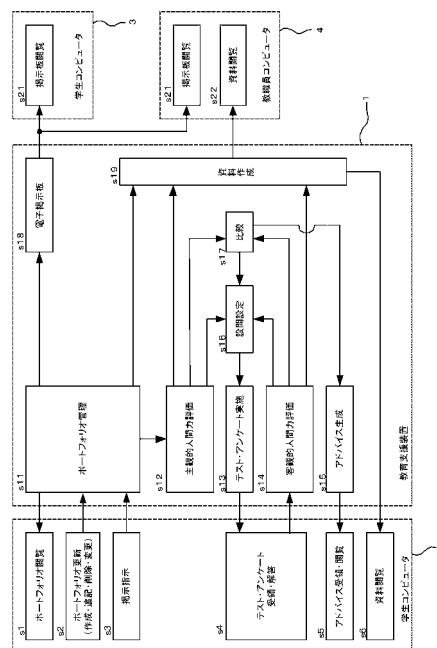 学生コンピュータ
3
s21
掲示板閲覧
教職員コンピュータ
4
s21
掲示板閲覧
s22
資料閲覧
1
s18
電子掲示板
s19
資料作成
s17
比較
s16
設問設定
s11
ポートフォリオ管理
s12
主観的人間力評価
s13
テスト・アンケート実施
s14
客観的人間力評価
s15
アドバイス生成
教育支援装置
s1
ポートフォリオ閲覧
s2
ポートフォリオ更新
(作成・追記・削除・変更)
s3
掲示指示
s4
テスト・アンケート
受領・解答
s5
アドバイス受領・閲覧
s6
資料閲覧
学生コンピュータ